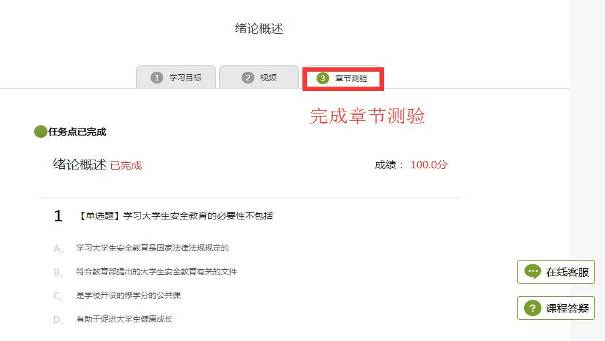 绪论概述
1 学习目标
2 视频
3 章节测验
完成章节测验
任务点已完成
绪论概述 已完成
成绩： 100.0分
1 【单选题】学习大学生安全教育的必要性不包括
A、 学习大学生安全教育是国家法律法规规定的
B、 符合教育部提出的大学生安全教育有关的文件
C、 是学校开设的修学分的公共课
D、 有助于促进大学生健康成长
在线客服
? 课程答疑